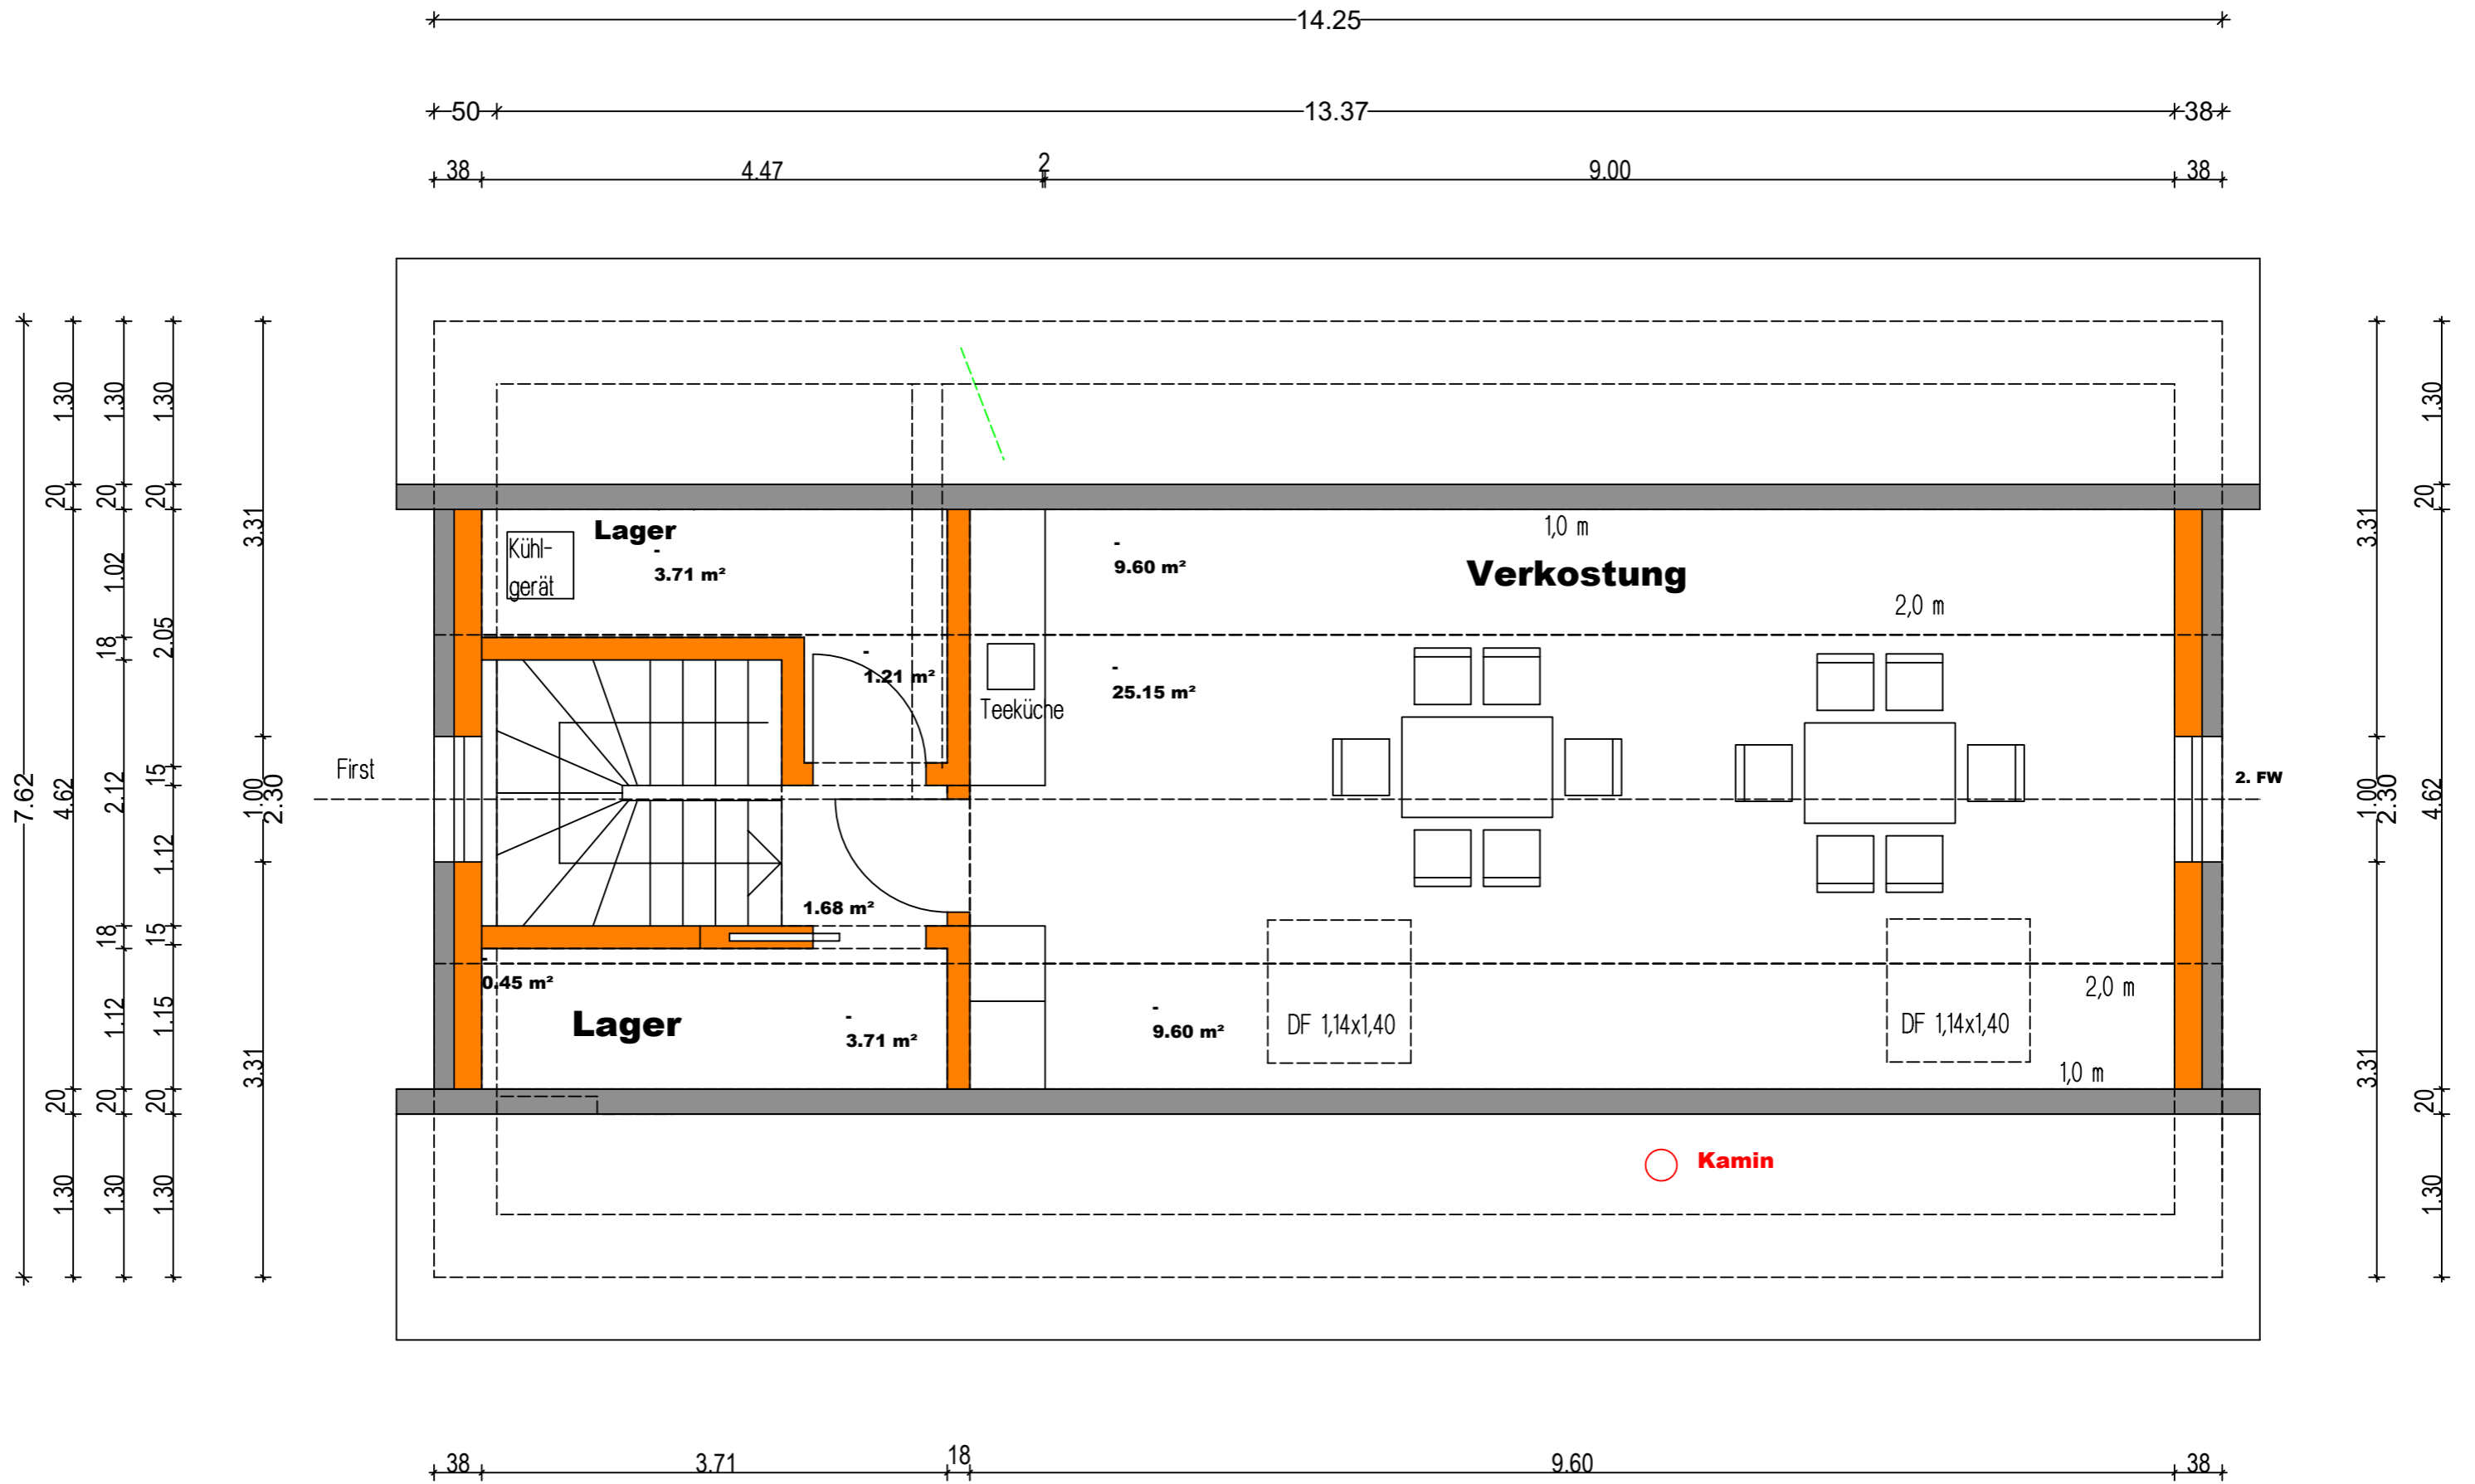 14.25
50 13.37 38
38 4.47 2 9.00 38
7.62
1.30 20 4.62 20 1.30
1.30 20 1.02 18 2.12 18 1.12 20 1.30
1.30 20 2.05 15 1.12 15 1.15 20 1.30
3.31 1.00 2.30 3.31
First
Kühl-
gerät
Lager
-
3.71 m²
-
1.21 m²
1.68 m²
-
0.45 m²
Lager
-
3.71 m²
Teeküche
-
9.60 m²
1,0 m
Verkostung
2,0 m
-
25.15 m²
2. FW
-
9.60 m²
DF 1,14x1,40
DF 1,14x1,40
2,0 m
1,0 m
Kamin
3.31 1.00 2.30 3.31
1.30 20 4.62 20 1.30
38 3.71 18 9.60 38